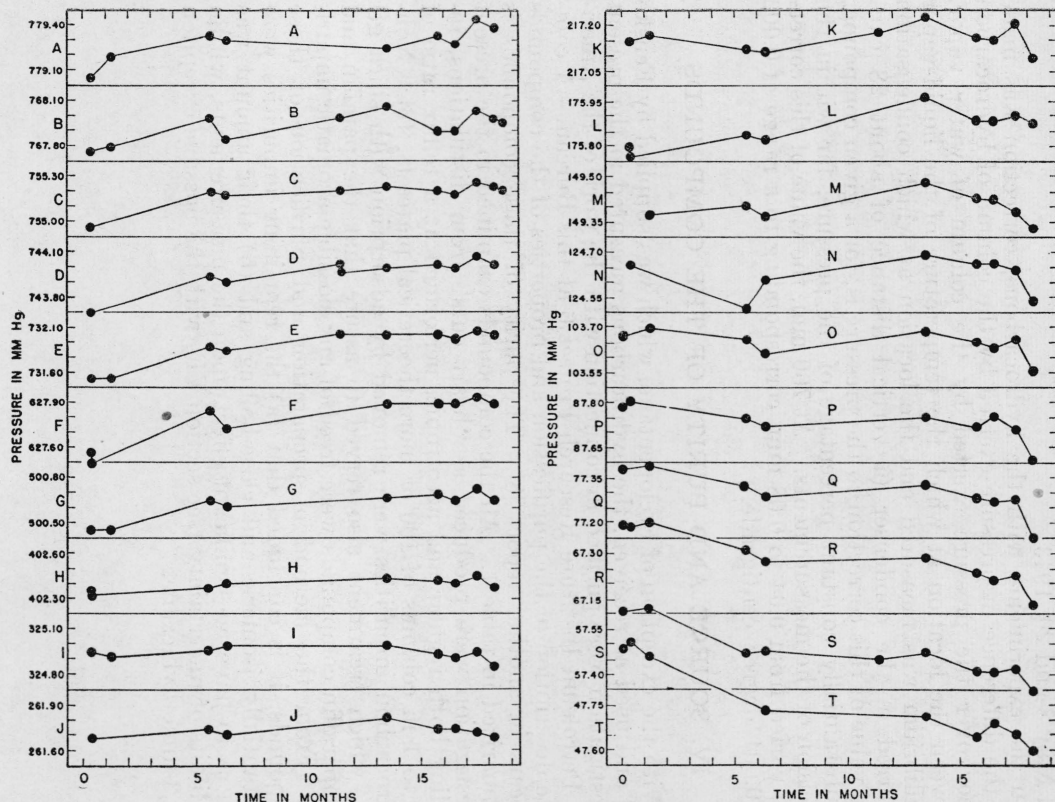 PRESSURE IN MM Hg
779.40
A
779.10
A
768.10
B
767.80
B
755.30
C
755.00
C
744.10
D
743.80
D
732.10
E
731.60
E
627.90
F
627.60
F
500.80
G
500.50
G
402.60
H
402.30
H
325.10
I
324.80
I
261.90
J
261.60
J
0 5 10 15
TIME IN MONTHS
PRESSURE IN MM Hg
217.20
K
217.05
K
175.95
L
175.80
L
149.50
M
149.35
M
124.70
N
124.55
N
103.70
O
103.55
O
87.80
P
87.65
P
77.35
Q
77.20
Q
67.30
R
67.15
R
57.55
S
57.40
S
47.75
T
47.60
T
0 5 10 15
TIME IN MONTHS